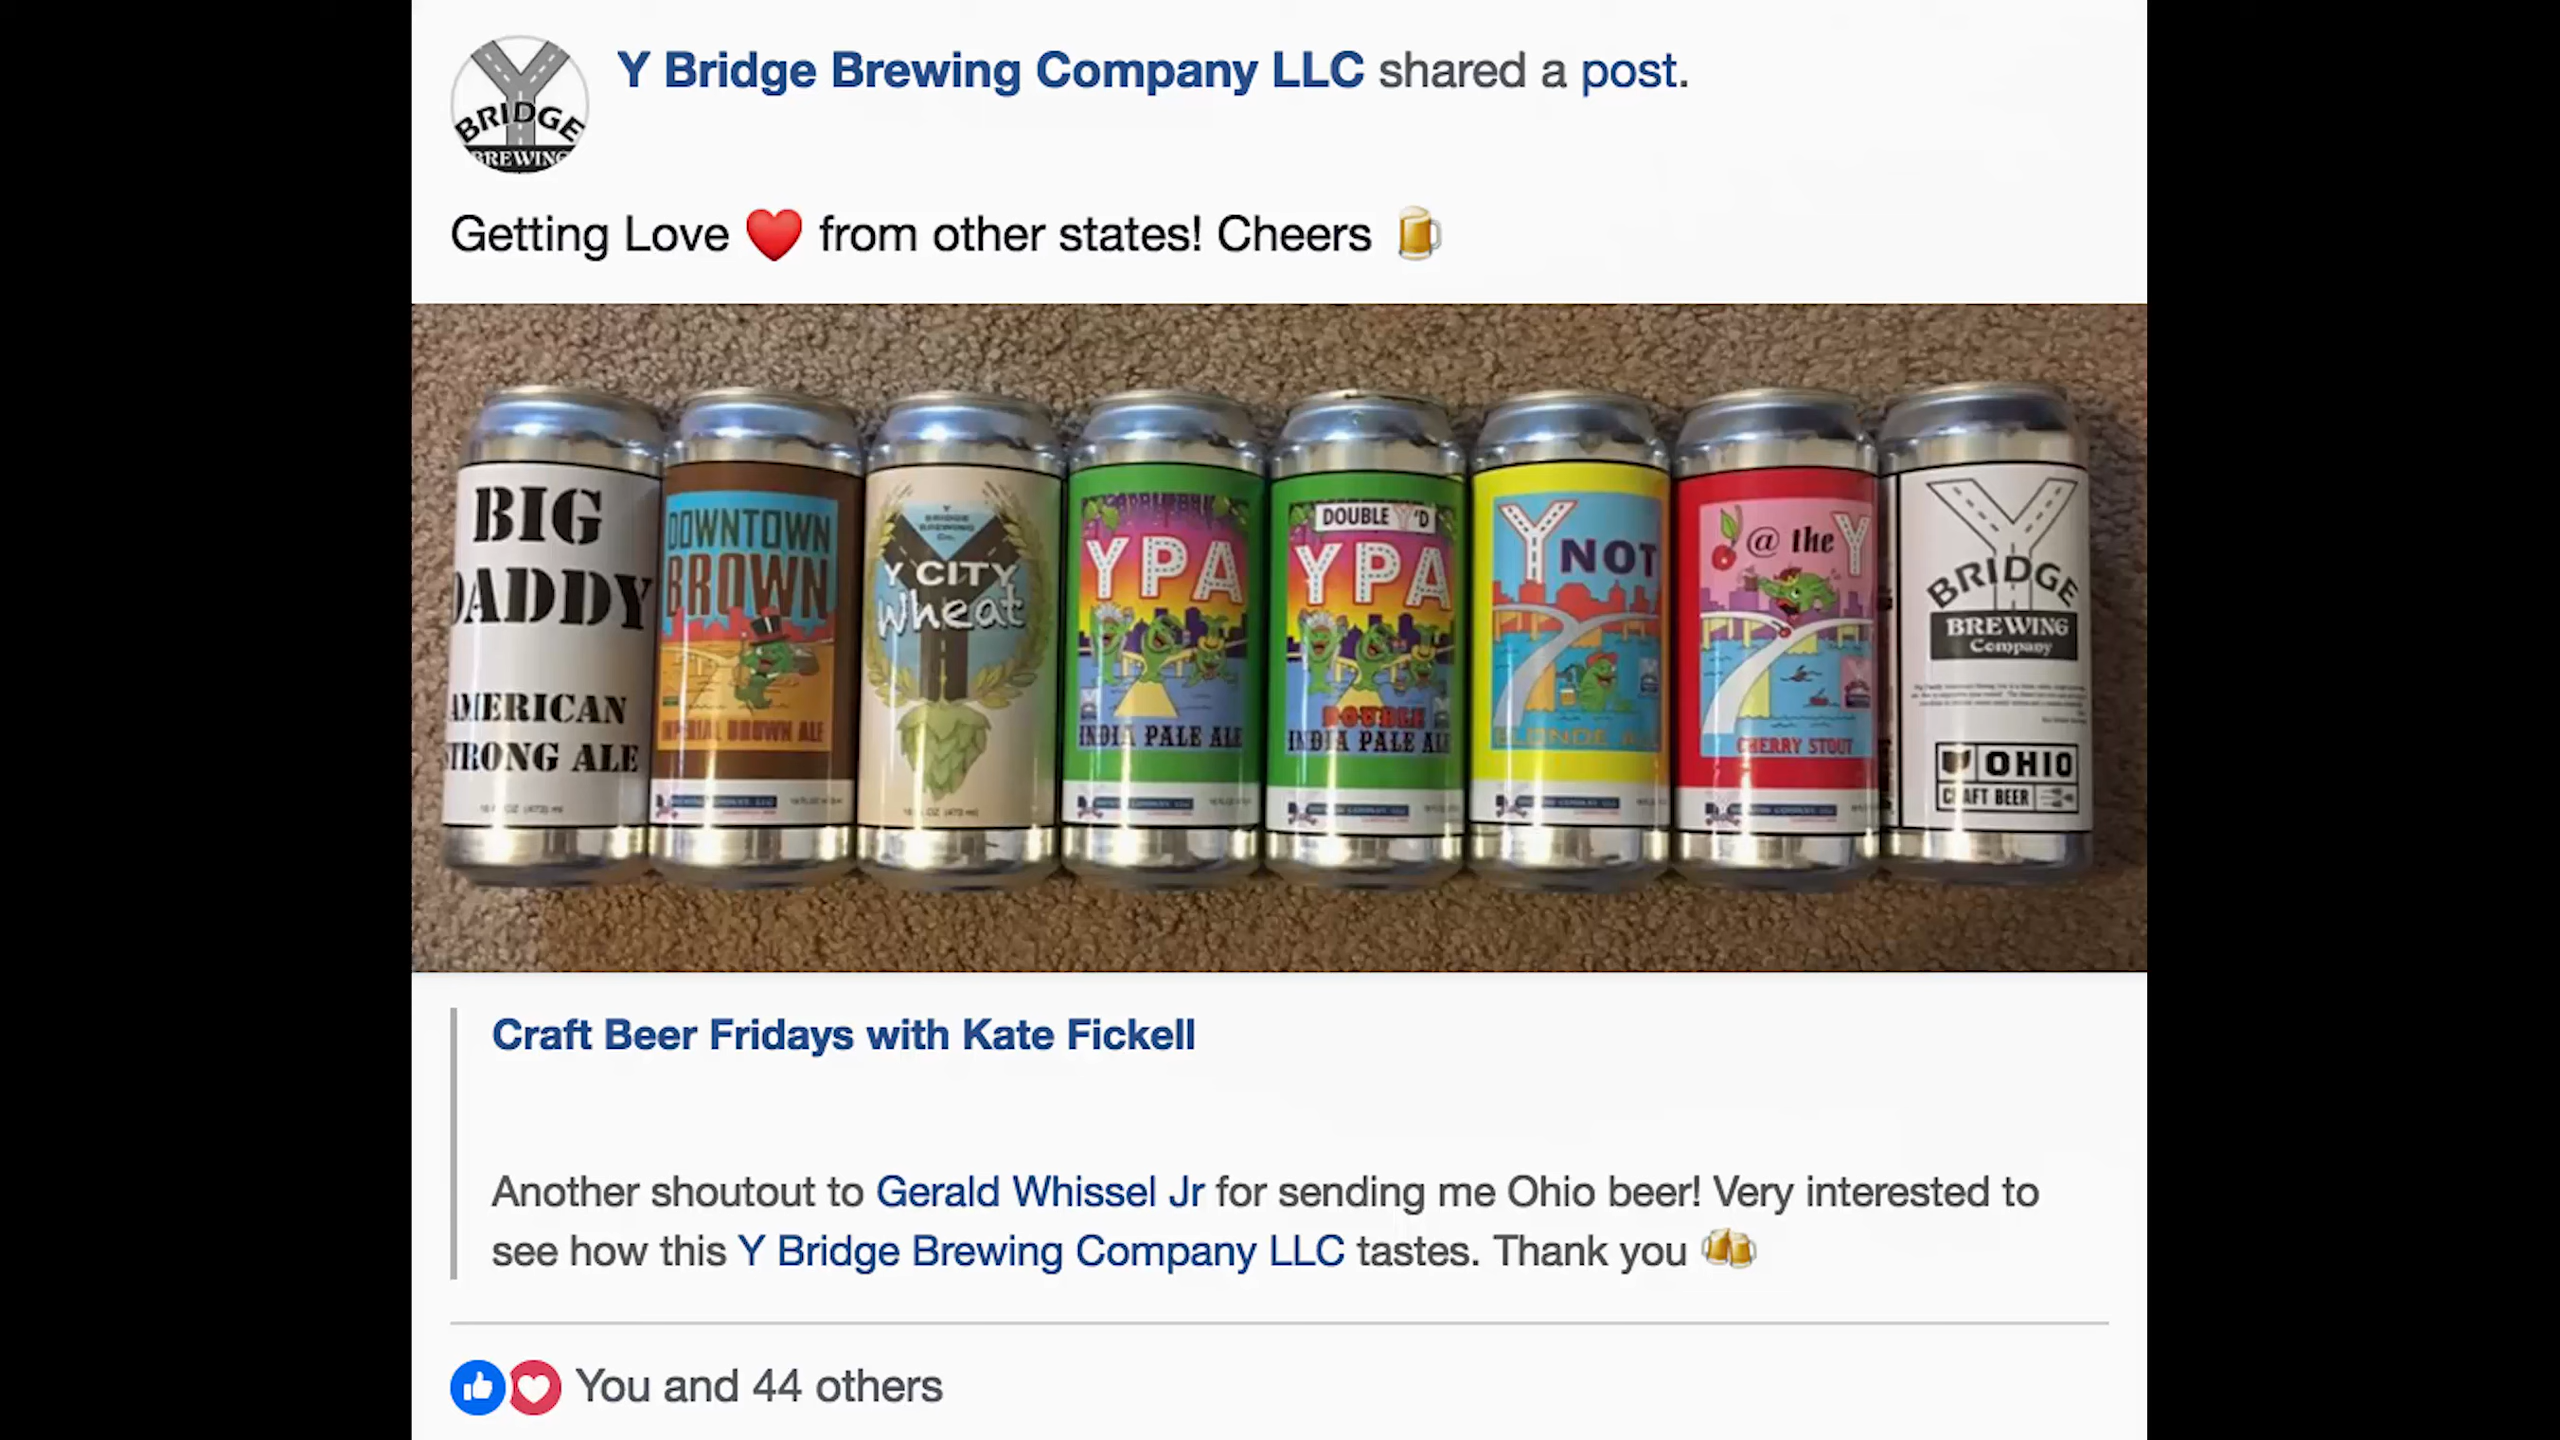 Y BRIDGE BREWING
Y Bridge Brewing Company LLC shared a post.
Getting Love ❤️ from other states! Cheers 🍺
BIG
DADDY
AMERICAN
STRONG ALE
DOWNTOWN
BROWN
IMPERIAL BROWN ALE
Y
BRIDGE
BREWING
Co.
Y CITY
Wheat
YPA
INDIA PALE ALE
DOUBLE Y'D
YPA
DOUBLE
INDIA PALE ALE
Y NOT
BLONDE ALE
@ the Y
CHERRY STOUT
Y
BRIDGE
BREWING
Company
OHIO
CRAFT BEER
Craft Beer Fridays with Kate Fickell
Another shoutout to Gerald Whissel Jr for sending me Ohio beer! Very interested to
see how this Y Bridge Brewing Company LLC tastes. Thank you 🍻
You and 44 others